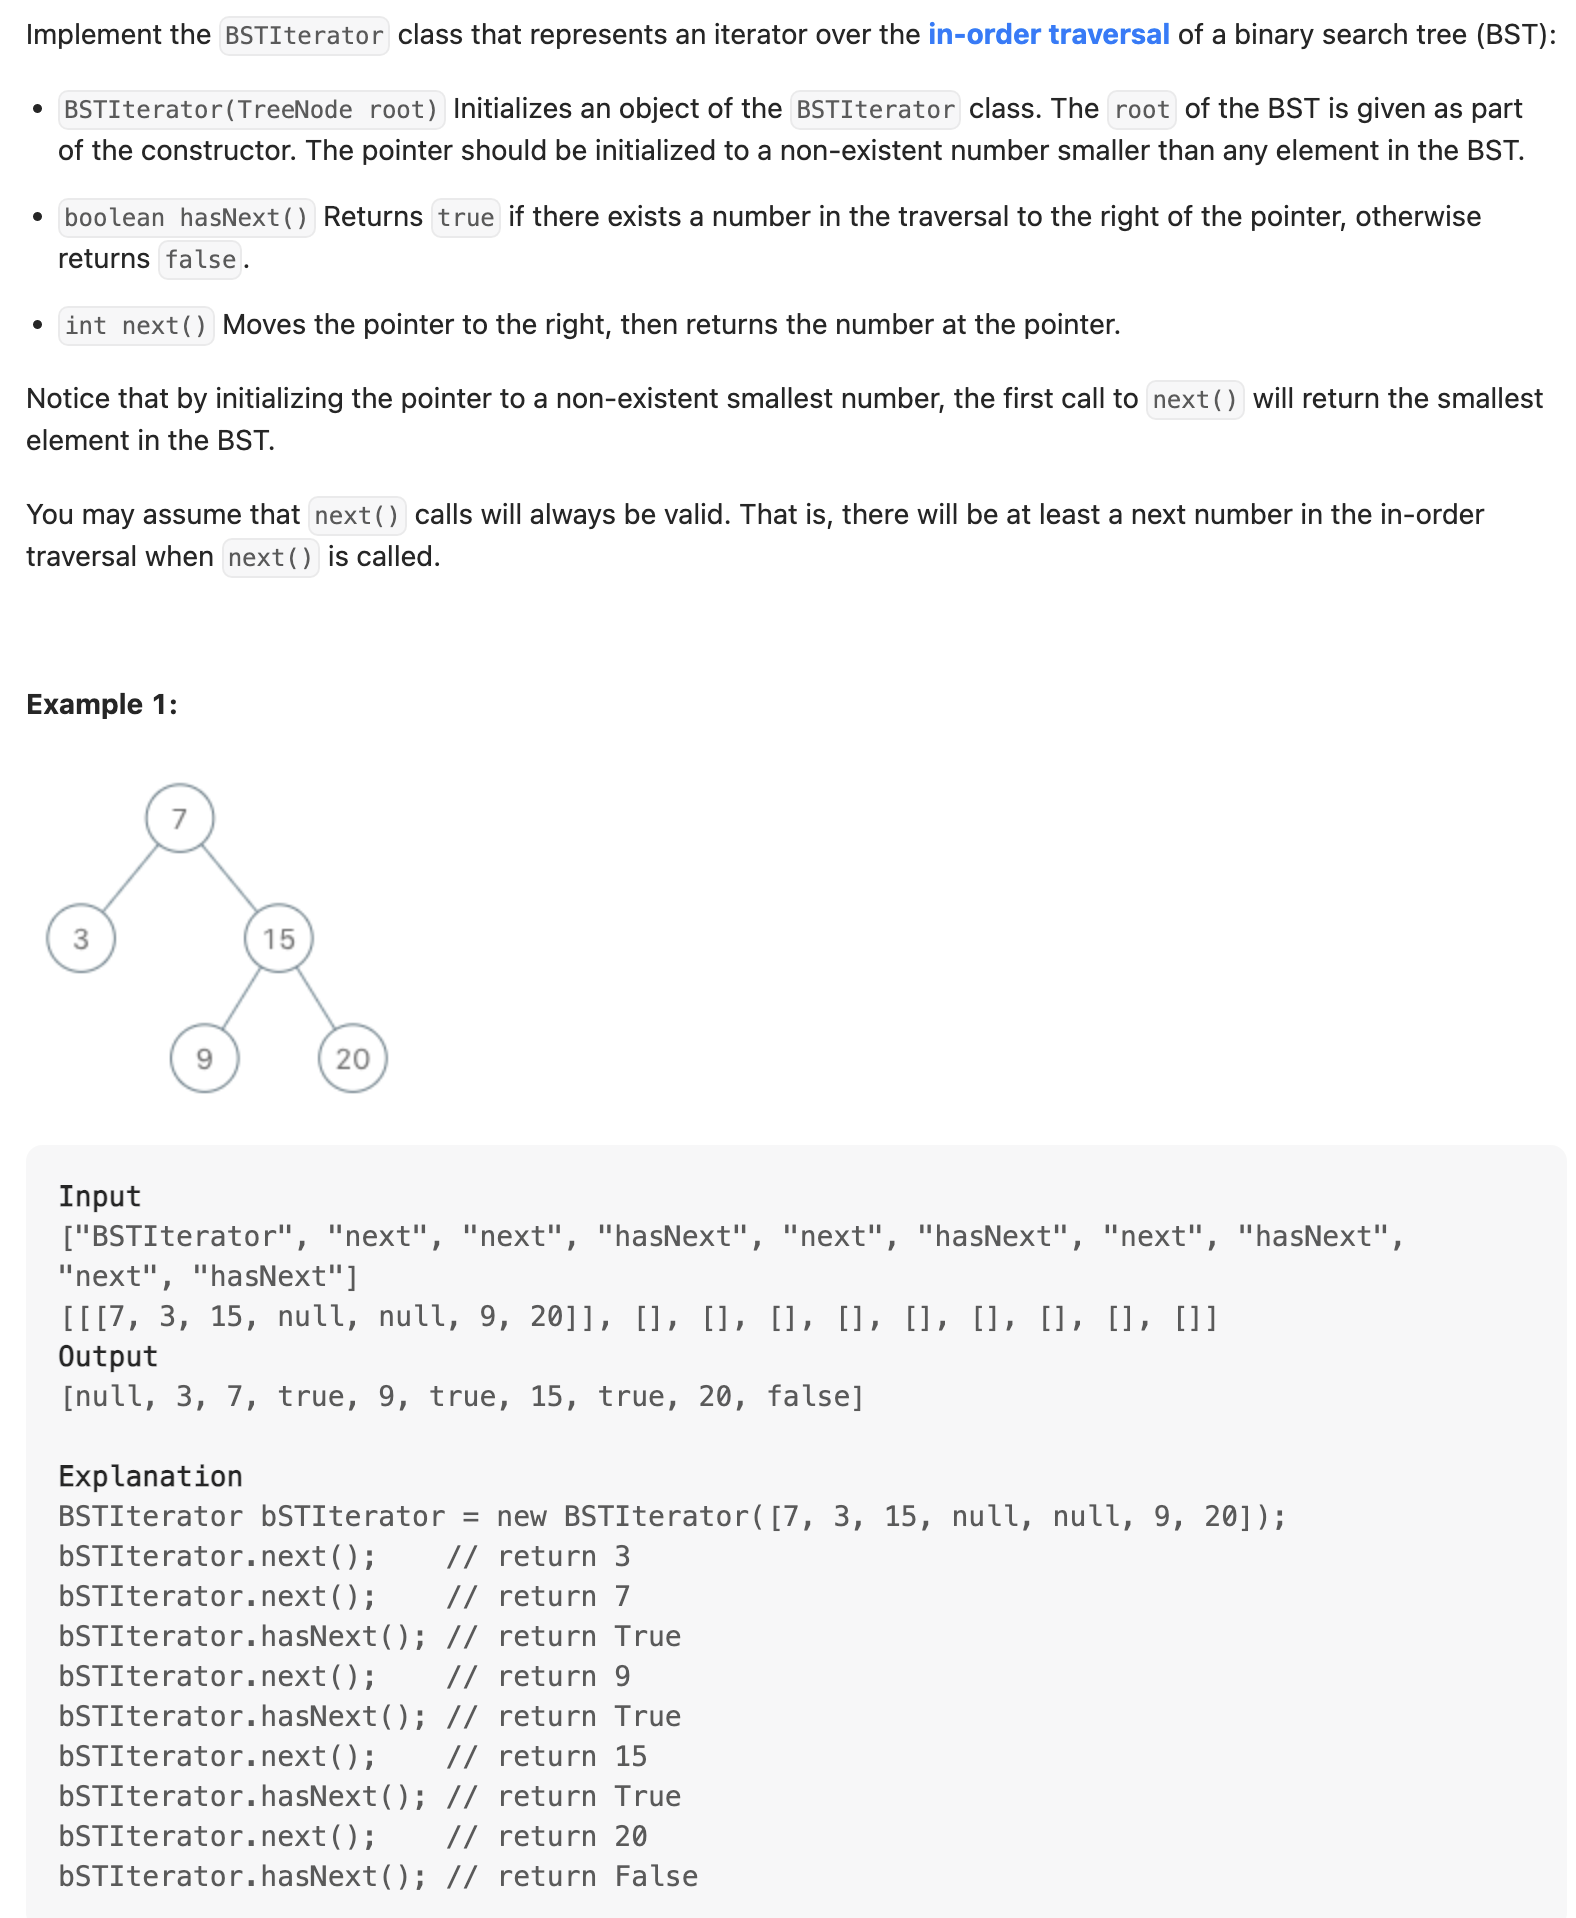 Implement the BSTIterator class that represents an iterator over the in-order traversal of a binary search tree (BST):
• BSTIterator(TreeNode root) Initializes an object of the BSTIterator class. The root of the BST is given as part
of the constructor. The pointer should be initialized to a non-existent number smaller than any element in the BST.
• boolean hasNext() Returns true if there exists a number in the traversal to the right of the pointer, otherwise
returns false.
• int next() Moves the pointer to the right, then returns the number at the pointer.
Notice that by initializing the pointer to a non-existent smallest number, the first call to next() will return the smallest
element in the BST.
You may assume that next() calls will always be valid. That is, there will be at least a next number in the in-order
traversal when next() is called.
Example 1:
7
3 15
9 20
Input
["BSTIterator", "next", "next", "hasNext", "next", "hasNext", "next", "hasNext",
"next", "hasNext"]
[[[7, 3, 15, null, null, 9, 20]], [], [], [], [], [], [], [], [], []]
Output
[null, 3, 7, true, 9, true, 15, true, 20, false]
Explanation
BSTIterator bSTIterator = new BSTIterator([7, 3, 15, null, null, 9, 20]);
bSTIterator.next();    // return 3
bSTIterator.next();    // return 7
bSTIterator.hasNext(); // return True
bSTIterator.next();    // return 9
bSTIterator.hasNext(); // return True
bSTIterator.next();    // return 15
bSTIterator.hasNext(); // return True
bSTIterator.next();    // return 20
bSTIterator.hasNext(); // return False